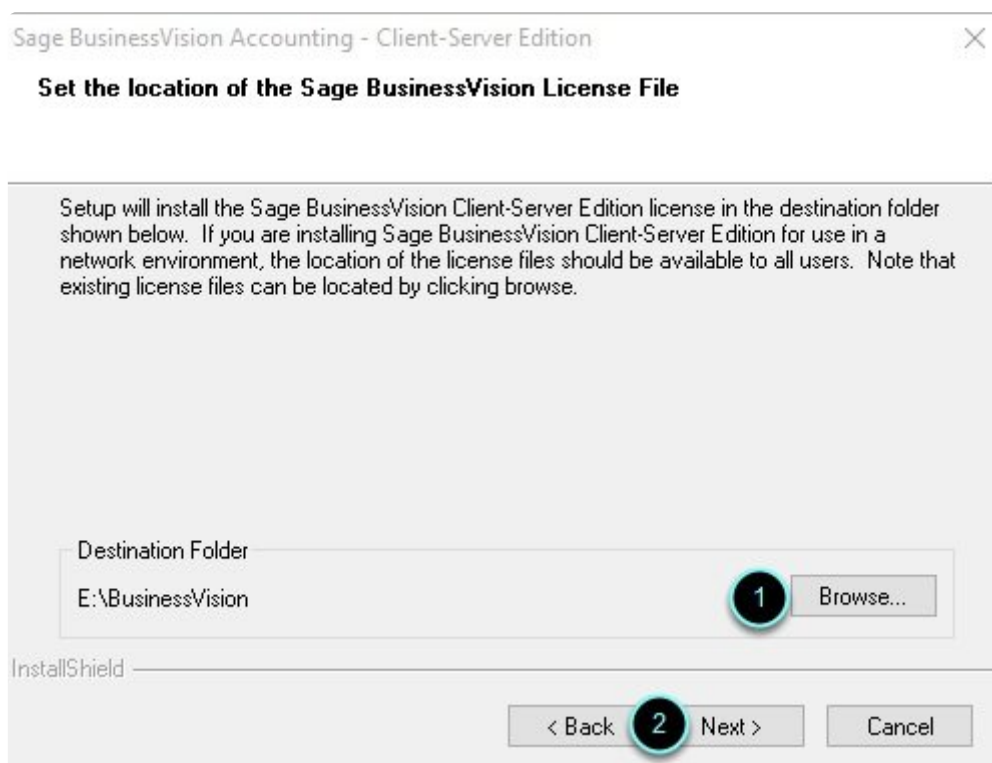 Sage BusinessVision Accounting - Client-Server Edition
Set the location of the Sage BusinessVision License File
Setup will install the Sage BusinessVision Client-Server Edition license in the destination folder
shown below. If you are installing Sage BusinessVision Client-Server Edition for use in a
network environment, the location of the license files should be available to all users. Note that
existing license files can be located by clicking browse.
Destination Folder
E:\BusinessVision 1 Browse...
InstallShield
< Back 2 Next > Cancel